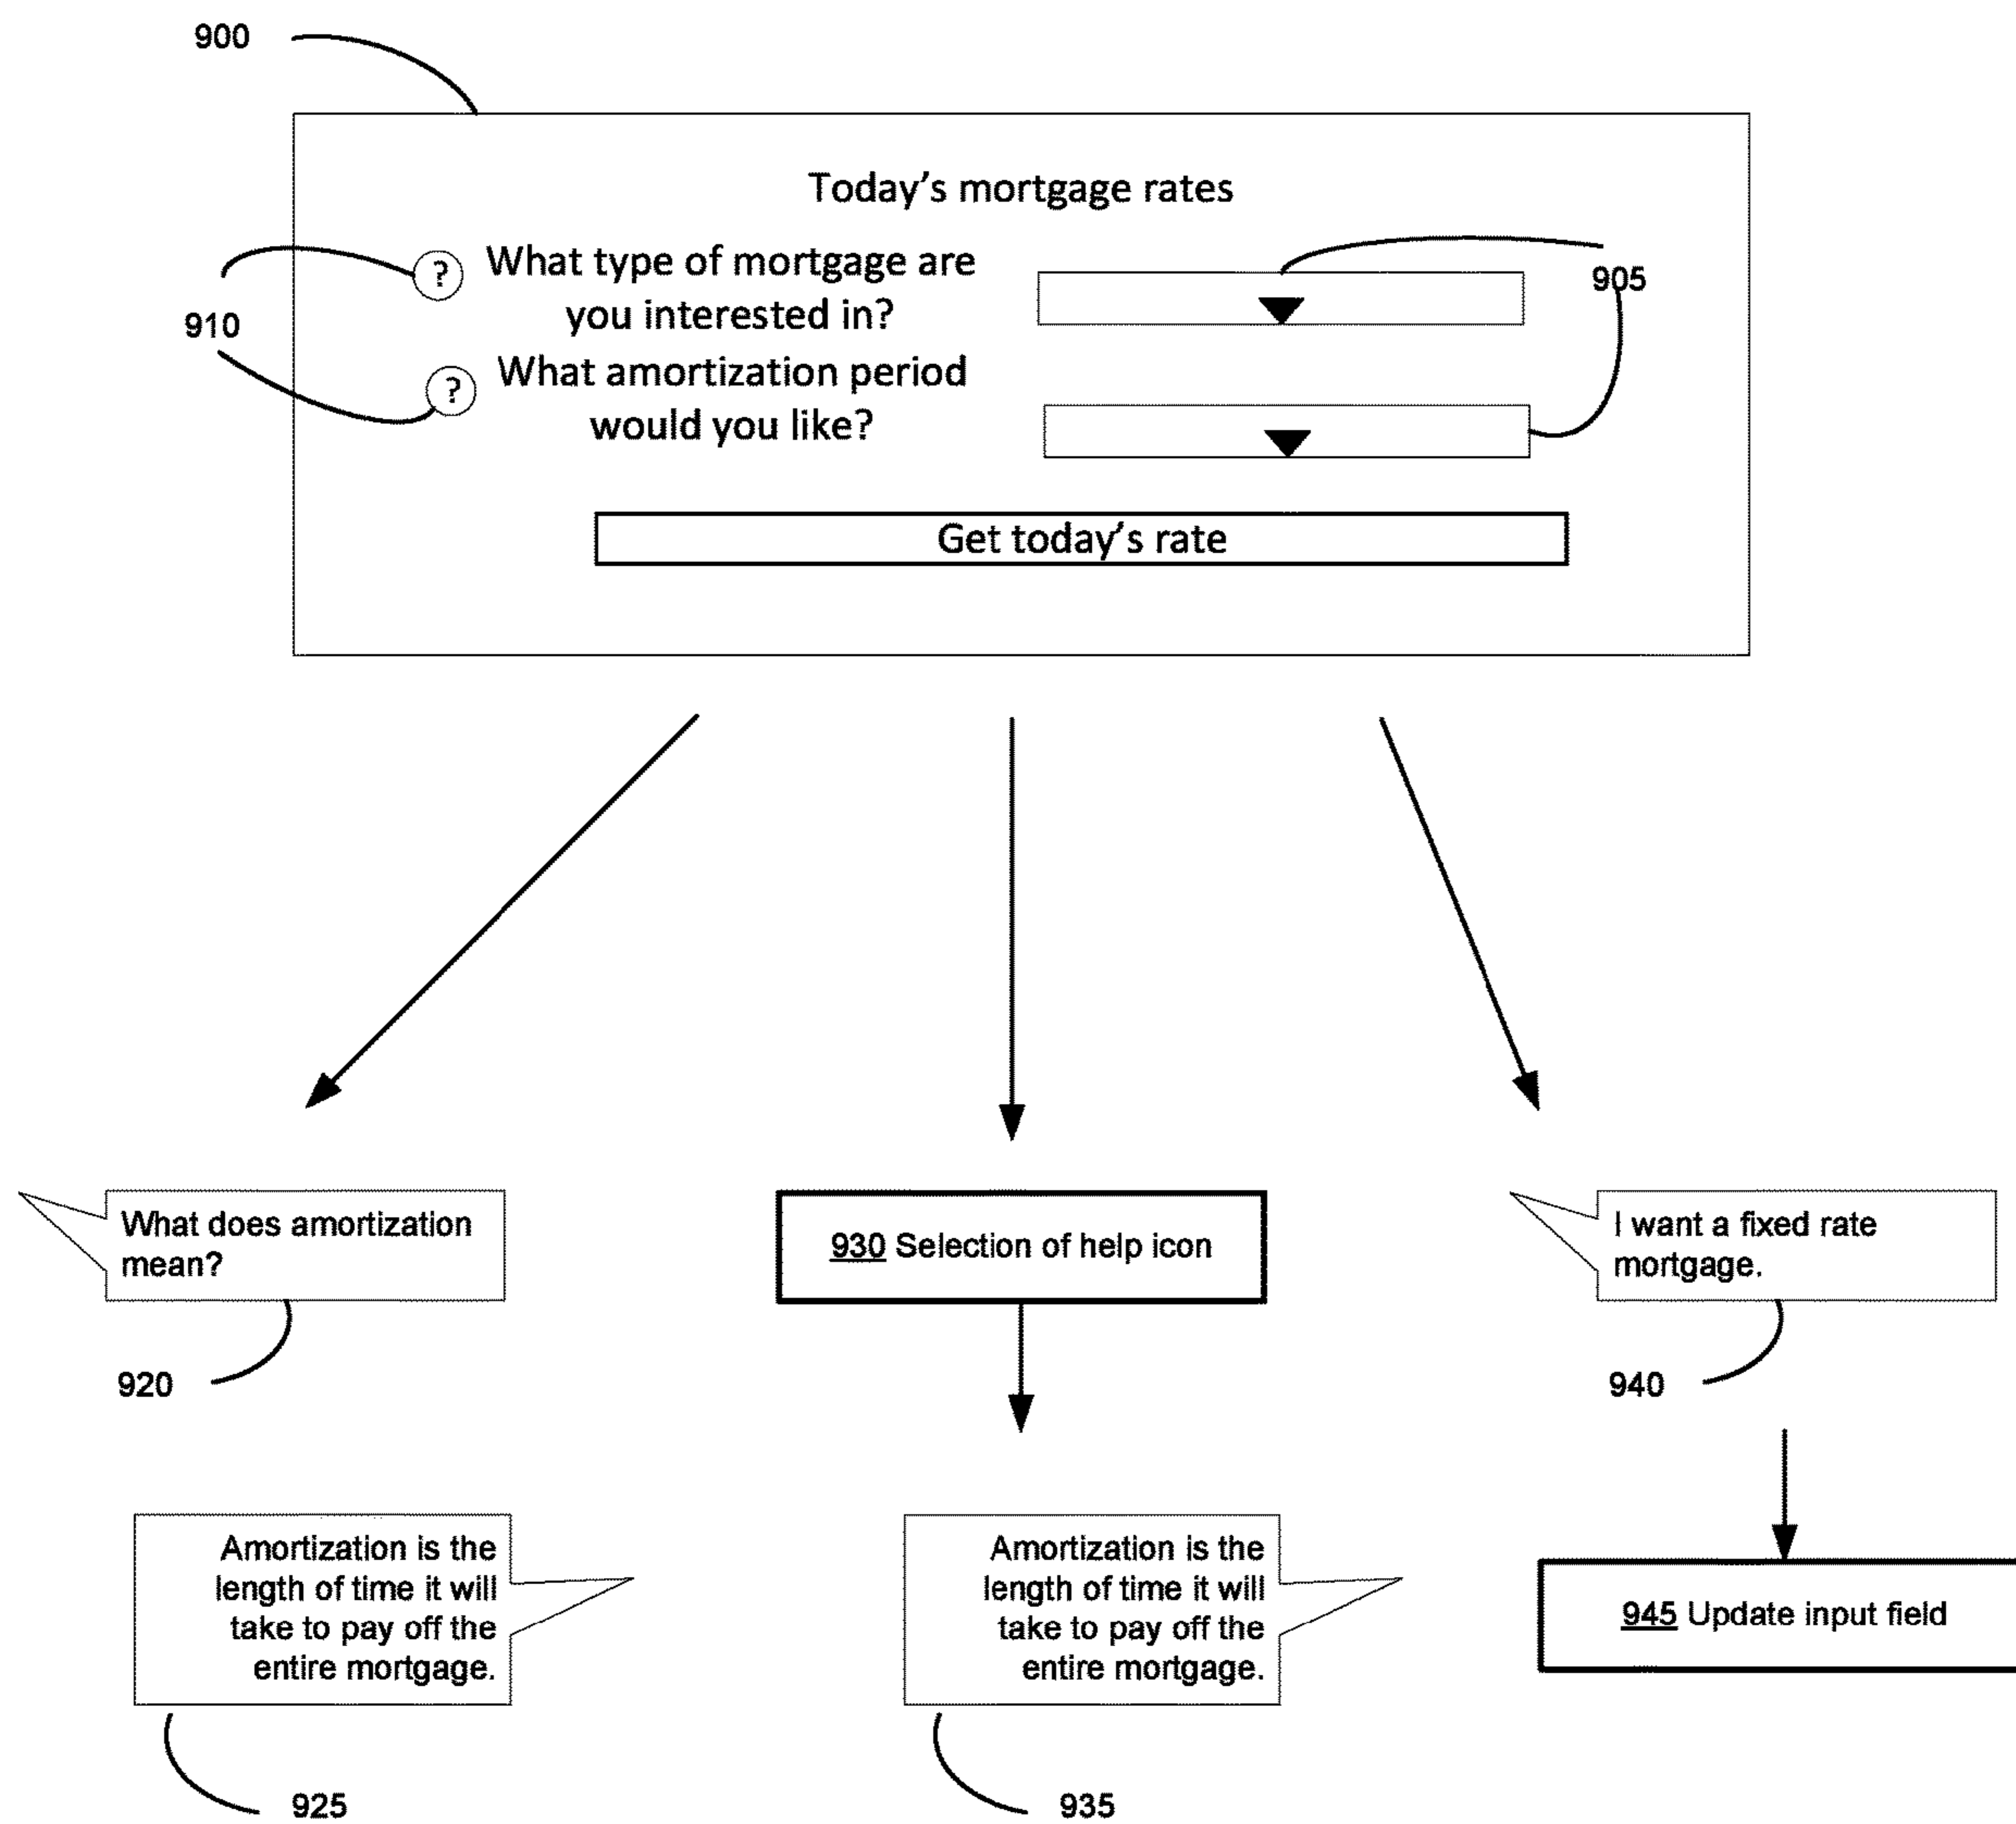 900
Today's mortgage rates
? What type of mortgage are
you interested in?
905
910
? What amortization period
would you like?
Get today's rate
What does amortization
mean?
920
930 Selection of help icon
I want a fixed rate
mortgage.
940
Amortization is the
length of time it will
take to pay off the
entire mortgage.
925
Amortization is the
length of time it will
take to pay off the
entire mortgage.
935
945 Update input field